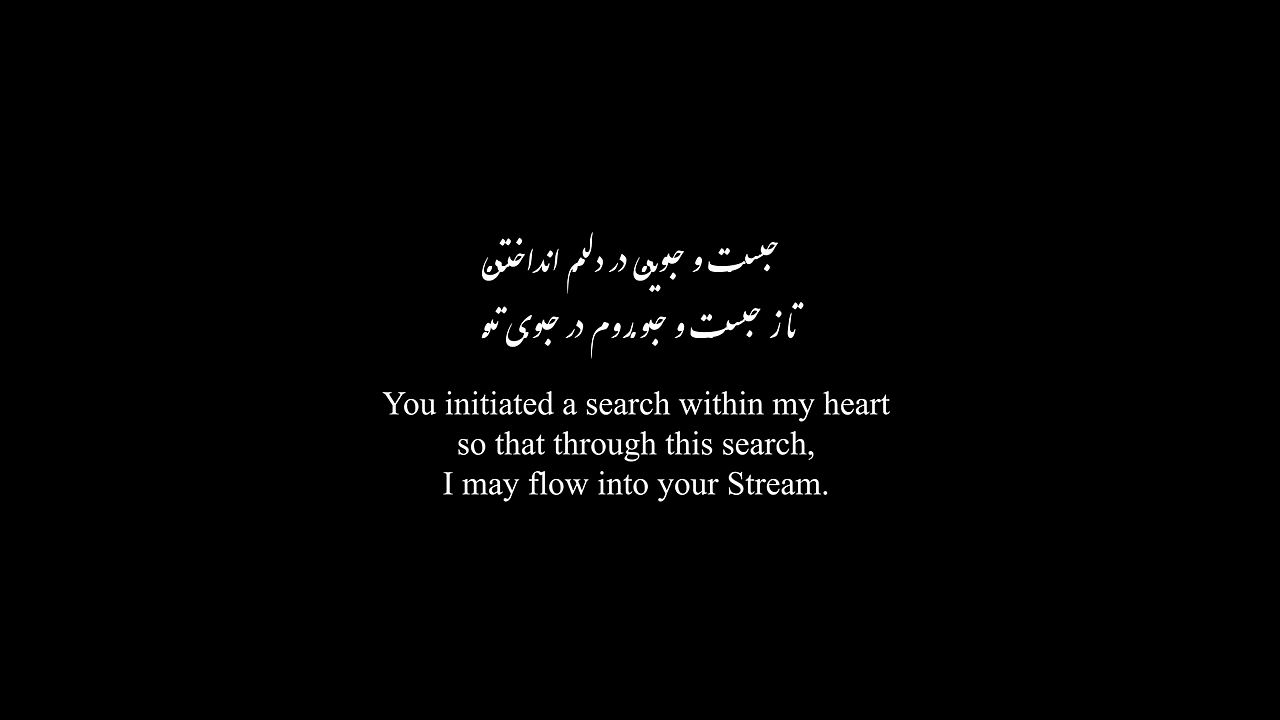 جست و جویی در دلم انداختی
تا ز جست و جو روم در جوی تو
You initiated a search within my heart
so that through this search,
I may flow into your Stream.